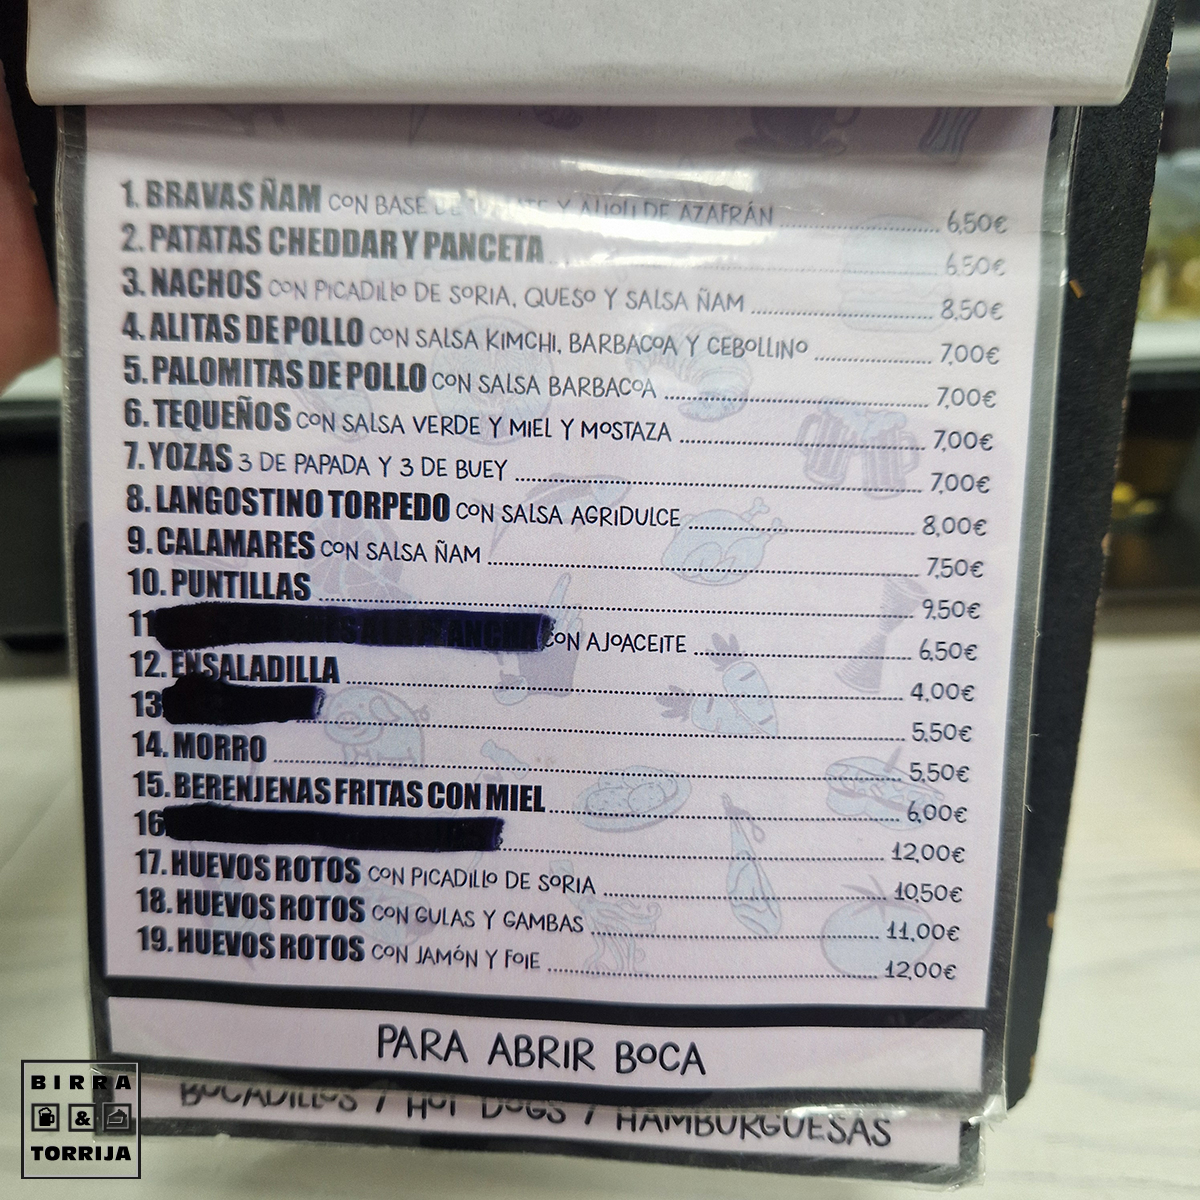 1. BRAVAS ÑAM CON BASE DE TOMATE Y ALIOLI DE AZAFRÁN 6,50€
2. PATATAS CHEDDAR Y PANCETA 6,50€
3. NACHOS CON PICADILLO DE SORIA, QUESO Y SALSA ÑAM 8,50€
4. ALITAS DE POLLO CON SALSA KIMCHI, BARBACOA Y CEBOLLINO 7,00€
5. PALOMITAS DE POLLO CON SALSA BARBACOA 7,00€
6. TEQUEÑOS CON SALSA VERDE Y MIEL Y MOSTAZA 7,00€
7. YOZAS 3 DE PAPADA Y 3 DE BUEY 7,00€
8. LANGOSTINO TORPEDO CON SALSA AGRIDULCE 8,00€
9. CALAMARES CON SALSA ÑAM 7,50€
10. PUNTILLAS 9,50€
11 CON AJOACEITE 6,50€
12. ENSALADILLA 4,00€
13 5,50€
14. MORRO 5,50€
15. BERENJENAS FRITAS CON MIEL 6,00€
16 12,00€
17. HUEVOS ROTOS CON PICADILLO DE SORIA 10,50€
18. HUEVOS ROTOS CON GULAS Y GAMBAS 11,00€
19. HUEVOS ROTOS CON JAMÓN Y FOIE 12,00€
PARA ABRIR BOCA
BOCADILLOS / HOT DOGS / HAMBURGUESAS
BIRRA
&
TORRIJA